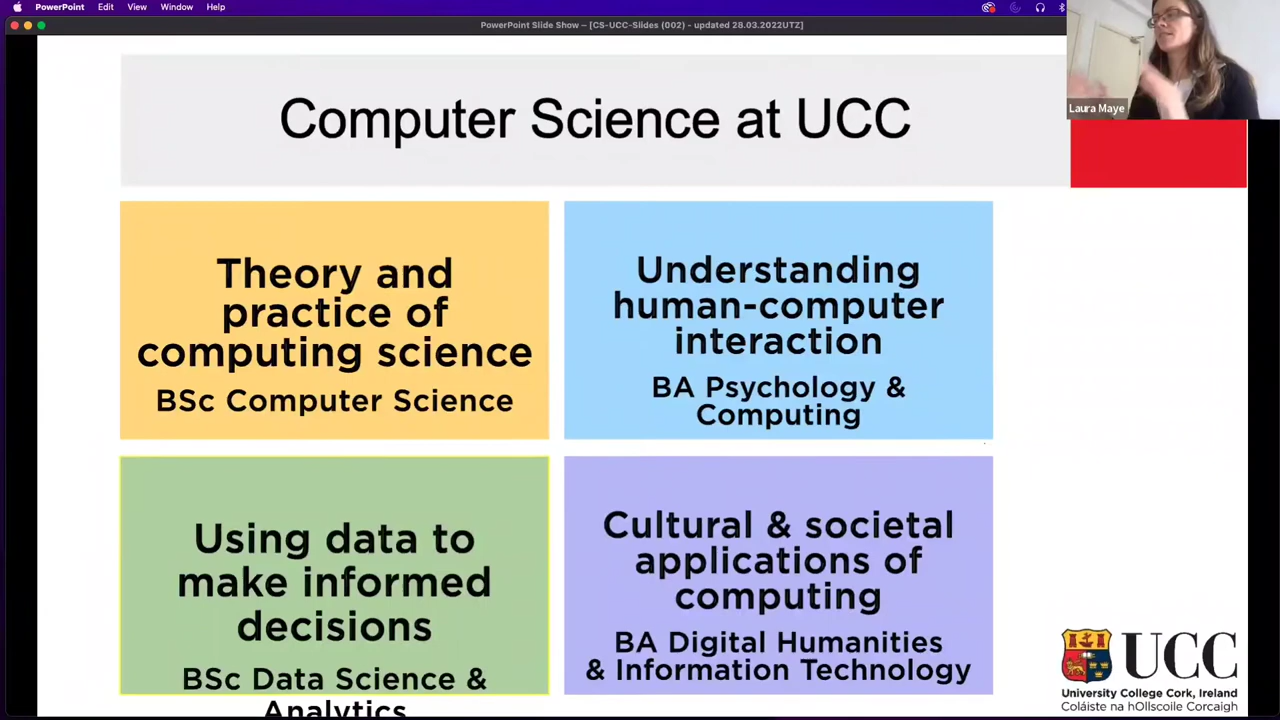 PowerPoint Edit View Window Help
PowerPoint Slide Show – [CS-UCC-Slides (002) - updated 28.03.2022UTZ]
Laura Maye
Computer Science at UCC
Theory and
practice of
computing science
BSc Computer Science
Understanding
human-computer
interaction
BA Psychology &
Computing
Using data to
make informed
decisions
BSc Data Science &
Analytics
Cultural & societal
applications of
computing
BA Digital Humanities
& Information Technology
UCC
University College Cork, Ireland
Coláiste na hOllscoile Corcaigh